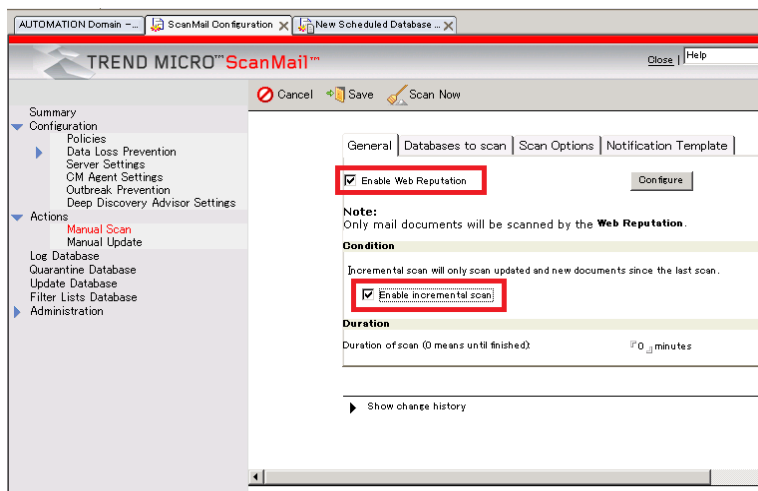 AUTOMATION Domain -... ScanMail Configuration New Scheduled Database ...
TREND MICRO™ ScanMail™ Close | Help
Cancel Save Scan Now
Summary
Configuration
Policies
Data Loss Prevention
Server Settings
CM Agent Settings
Outbreak Prevention
Deep Discovery Advisor Settings
Actions
Manual Scan
Manual Update
Log Database
Quarantine Database
Update Database
Filter Lists Database
Administration
General Databases to scan Scan Options Notification Template
Enable Web Reputation Configure
Note:
Only mail documents will be scanned by the Web Reputation.
Condition
Incremental scan will only scan updated and new documents since the last scan.
Enable incremental scan
Duration
Duration of scan (0 means until finished): 0 minutes
Show change history